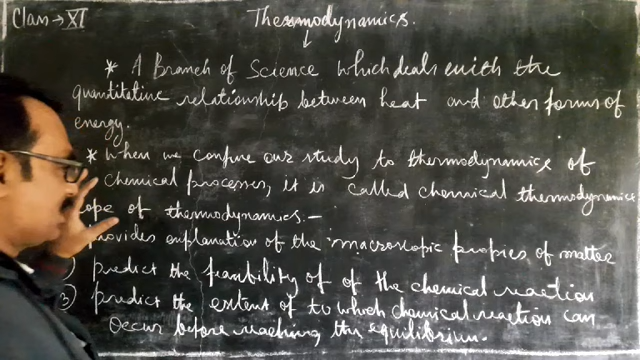 Class → XI
Thermodynamics.
↓
* A Branch of Science which deals with the
quantitative relationship between heat and other forms of
energy.
* When we confine our study to thermodynamics of
chemical processes, it is called chemical thermodynamics
ope of thermodynamics. –
provides explanation of the macroscopic propies of matter
) predict the feasibility of of the chemical reaction
3) predict the extent of to which chemical reaction can
Occur before reaching the equilibrium.